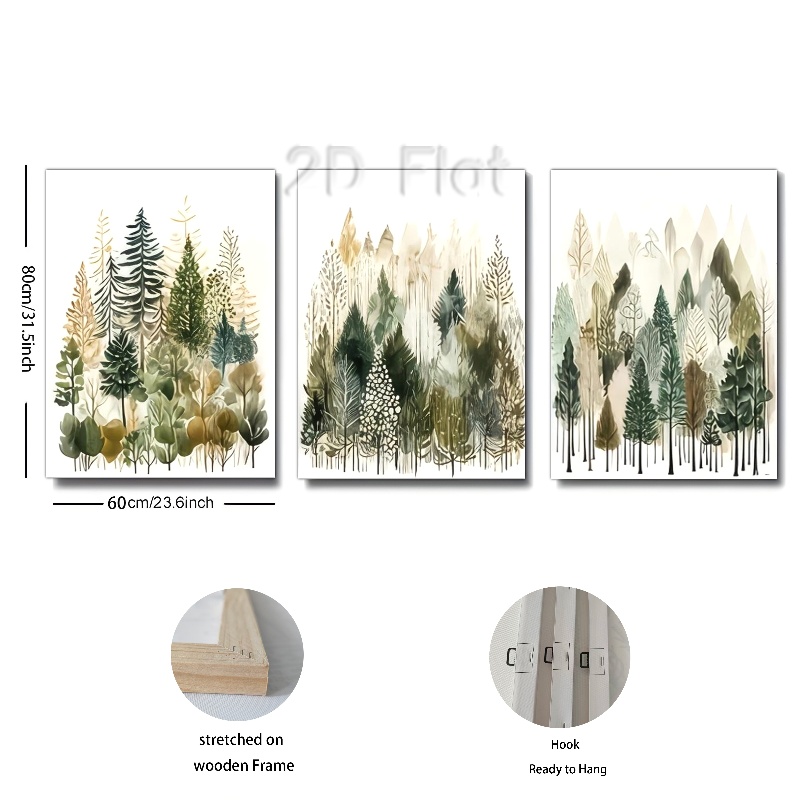 2D Flat
80cm/31.5inch
60cm/23.6inch
stretched on
wooden Frame
Hook
Ready to Hang